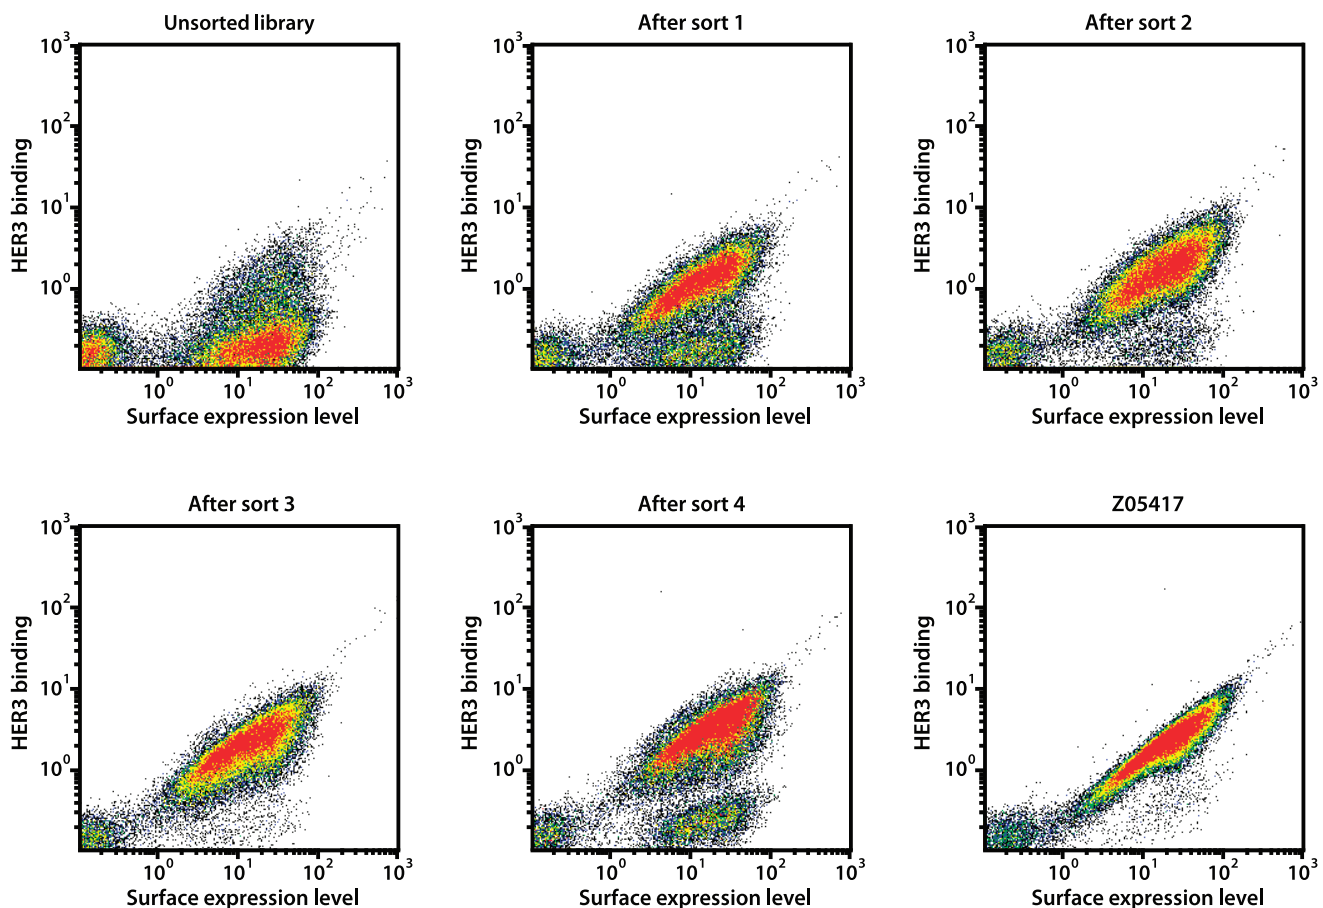 Unsorted library
After sort 1
After sort 2
HER3 binding
10³
10²
10¹
10⁰
10⁰ 10¹ 10² 10³
Surface expression level
HER3 binding
10³
10²
10¹
10⁰
10⁰ 10¹ 10² 10³
Surface expression level
HER3 binding
10³
10²
10¹
10⁰
10⁰ 10¹ 10² 10³
Surface expression level
After sort 3
After sort 4
Z05417
HER3 binding
10³
10²
10¹
10⁰
10⁰ 10¹ 10² 10³
Surface expression level
HER3 binding
10³
10²
10¹
10⁰
10⁰ 10¹ 10² 10³
Surface expression level
HER3 binding
10³
10²
10¹
10⁰
10⁰ 10¹ 10² 10³
Surface expression level